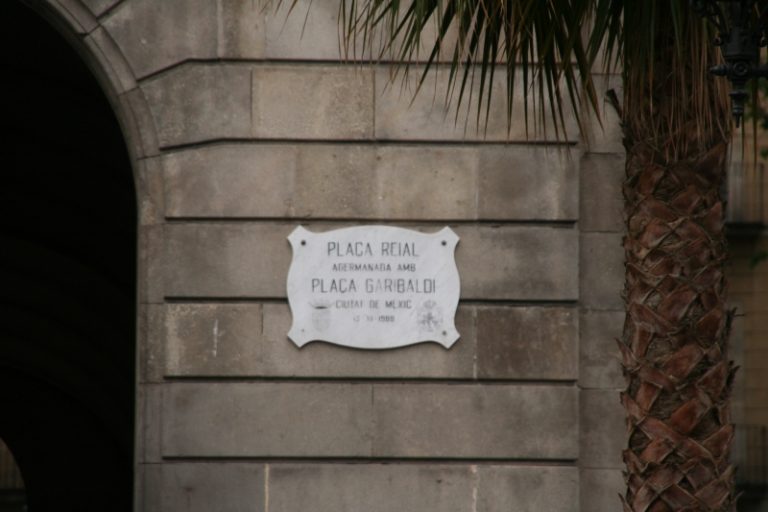 PLAÇA REIAL
AGERMANADA AMB
PLAÇA GARIBALDI
CIUTAT DE MEXIC